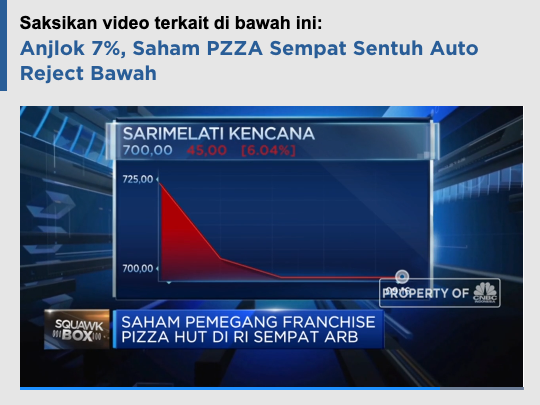 Saksikan video terkait di bawah ini:
Anjlok 7%, Saham PZZA Sempat Sentuh Auto
Reject Bawah
SARIMELATI KENCANA
700,00 45,00 [6.04%]
725,00
700,00
PROPERTY OF CNBC
SQUAWK
BOX
SAHAM PEMEGANG FRANCHISE
PIZZA HUT DI RI SEMPAT ARB